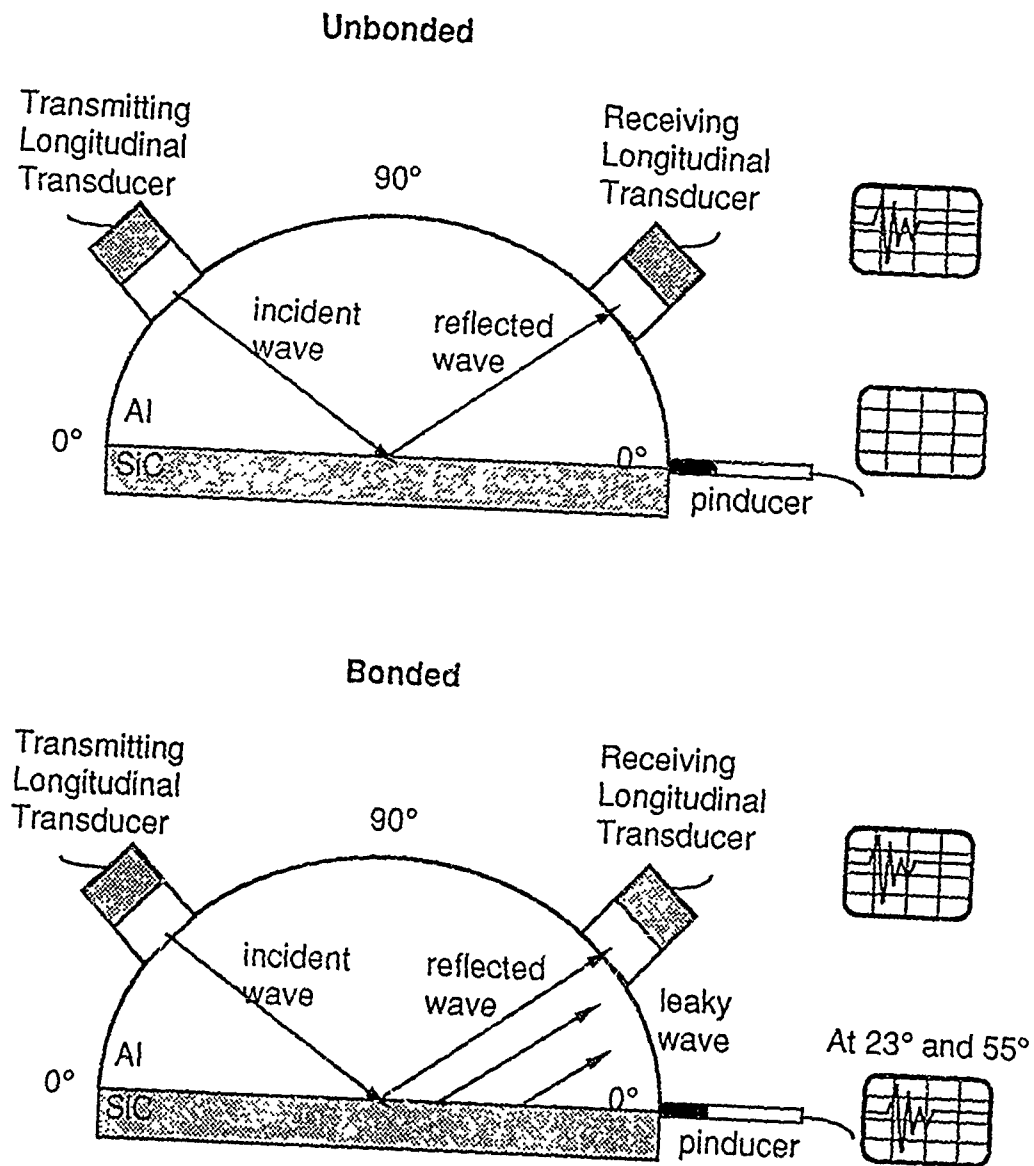 Unbonded
Transmitting
Longitudinal
Transducer
90°
Receiving
Longitudinal
Transducer
incident
wave
reflected
wave
Al
0°
SiC
0°
pinducer
Bonded
Transmitting
Longitudinal
Transducer
90°
Receiving
Longitudinal
Transducer
incident
wave
reflected
wave
leaky
wave
At 23° and 55°
Al
0°
SiC
0°
pinducer